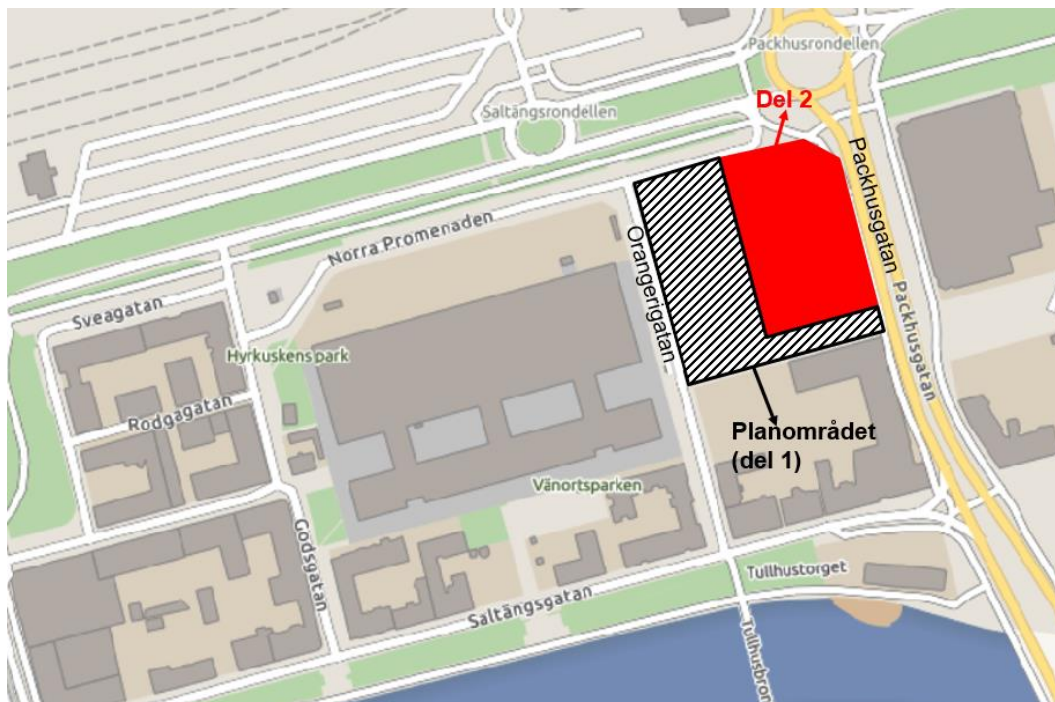 Packhusrondellen
Del 2
Saltängsrondellen
Packhusgatan
Norra Promenaden
Orangerigatan
Packhusgatan
Sveagatan
Hyrkuskens park
Rodgagatan
Planområdet
(del 1)
Vänortsparken
Godsgatan
Tullhustorget
Saltängsgatan
Tullhusbron